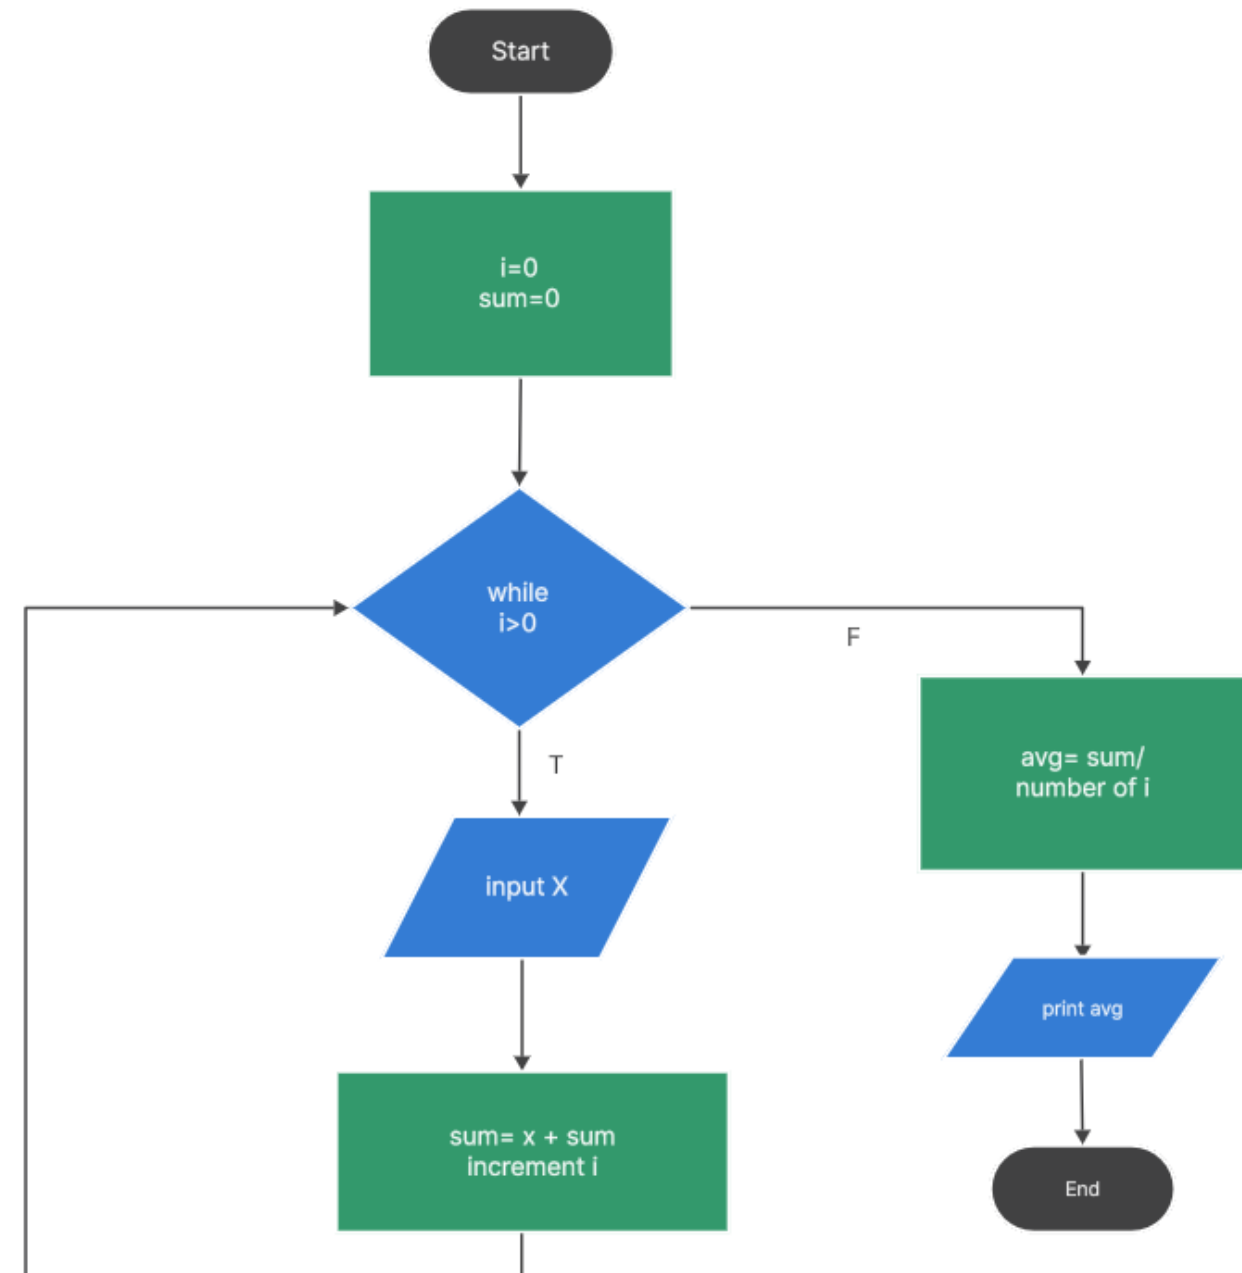 Start
i=0
sum=0
while
i>0
F
T
avg= sum/
number of i
input X
print avg
sum= x + sum
increment i
End